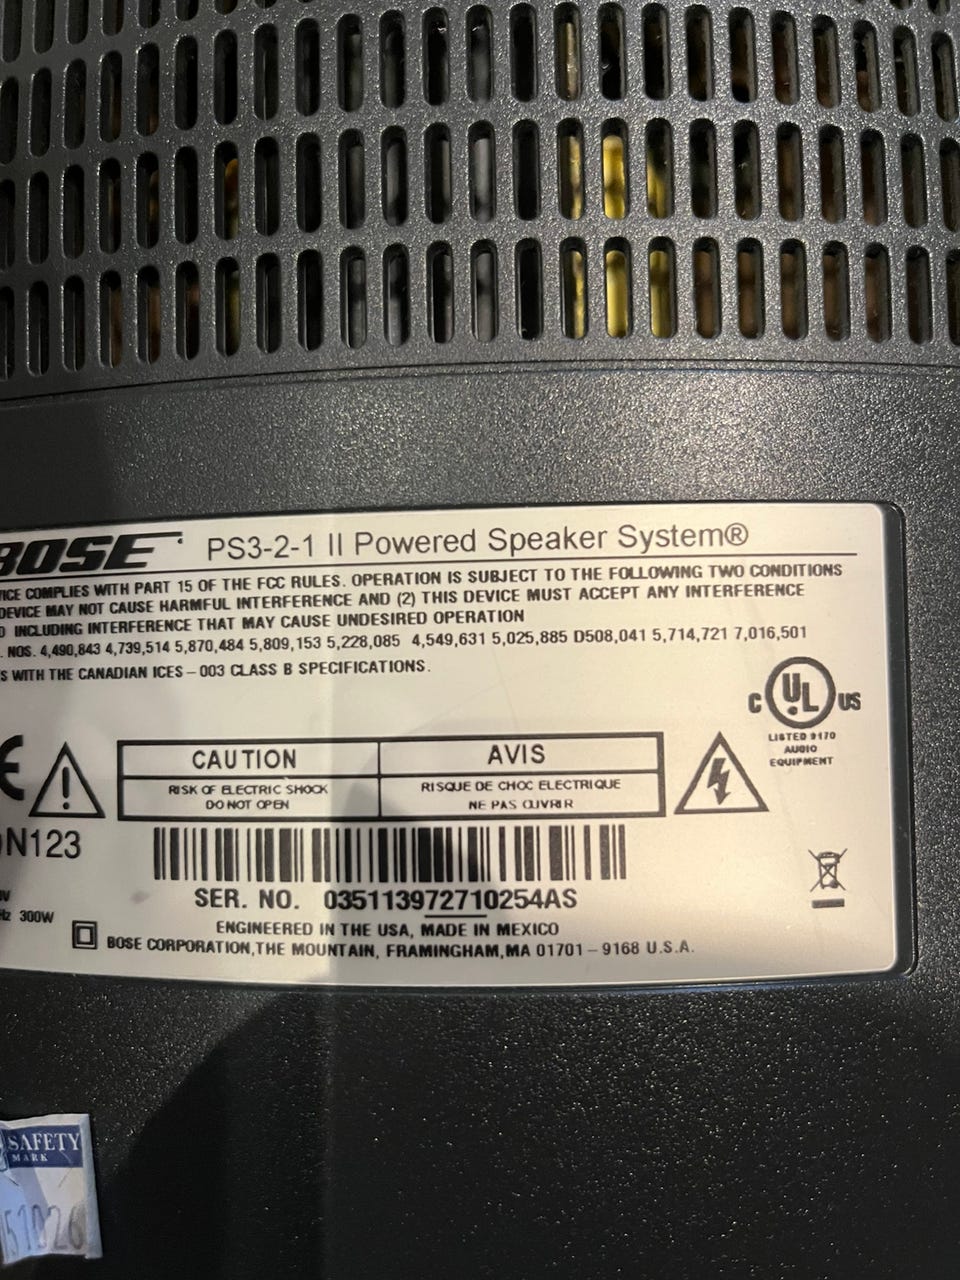 BOSE PS3-2-1 II Powered Speaker System®
COMPLIES WITH PART 15 OF THE FCC RULES. OPERATION IS SUBJECT TO THE FOLLOWING TWO CONDITIONS
DEVICE MAY NOT CAUSE HARMFUL INTERFERENCE AND (2) THIS DEVICE MUST ACCEPT ANY INTERFERENCE
INCLUDING INTERFERENCE THAT MAY CAUSE UNDESIRED OPERATION
. NOS. 4,490,843 4,739,514 5,870,484 5,809,153 5,228,085 4,549,631 5,025,885 D508,041 5,714,721 7,016,501
WITH THE CANADIAN ICES – 003 CLASS B SPECIFICATIONS.
C UL US
LISTED 9170
AUDIO
EQUIPMENT
CAUTION
RISK OF ELECTRIC SHOCK
DO NOT OPEN
AVIS
RISQUE DE CHOC ELECTRIQUE
NE PAS OUVRIR
N123
300W
SER. NO. 035113972710254AS
ENGINEERED IN THE USA, MADE IN MEXICO
BOSE CORPORATION,THE MOUNTAIN, FRAMINGHAM,MA 01701 – 9168 U.S.A.
SAFETY
MARK
51026